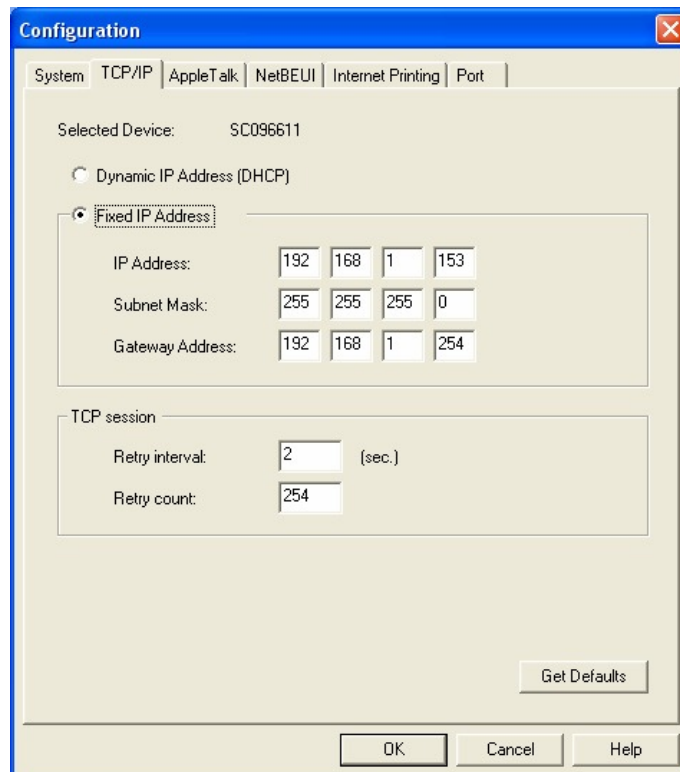 Configuration
System TCP/IP AppleTalk NetBEUI Internet Printing Port
Selected Device: SC096611
Dynamic IP Address (DHCP)
Fixed IP Address
IP Address: 192 168 1 153
Subnet Mask: 255 255 255 0
Gateway Address: 192 168 1 254
TCP session
Retry interval: 2 (sec.)
Retry count: 254
Get Defaults
OK Cancel Help